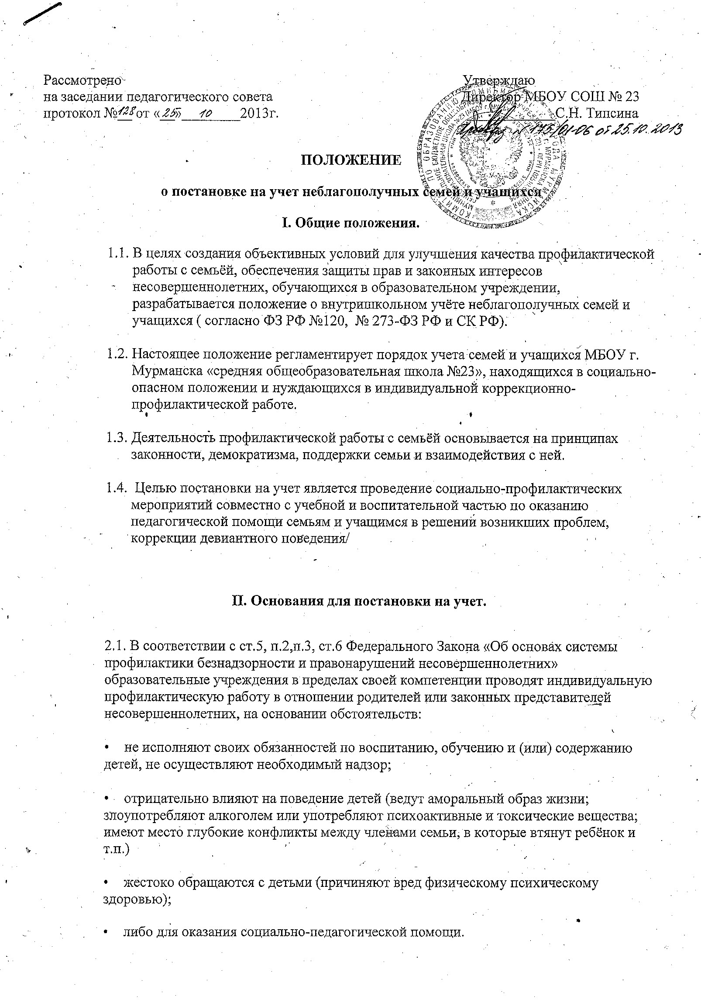 Рассмотрено
на заседании педагогического совета
протокол №128 от «25» 10 2013г.
Утверждаю
Директор МБОУ СОШ № 23
С.Н. Типсина
Приказ № 175/01-06 от 25.10.2013
ПОЛОЖЕНИЕ
о постановке на учет неблагополучных семей и учащихся
I. Общие положения.
1.1. В целях создания объективных условий для улучшения качества профилактической
работы с семьёй, обеспечения защиты прав и законных интересов
несовершеннолетних, обучающихся в образовательном учреждении,
разрабатывается положение о внутришкольном учёте неблагополучных семей и
учащихся ( согласно ФЗ РФ №120, № 273-ФЗ РФ и СК РФ).
1.2. Настоящее положение регламентирует порядок учета семей и учащихся МБОУ г.
Мурманска «средняя общеобразовательная школа №23», находящихся в социально-
опасном положении и нуждающихся в индивидуальной коррекционно-
профилактической работе.
1.3. Деятельность профилактической работы с семьёй основывается на принципах
законности, демократизма, поддержки семьи и взаимодействия с ней.
1.4. Целью постановки на учет является проведение социально-профилактических
мероприятий совместно с учебной и воспитательной частью по оказанию
педагогической помощи семьям и учащимся в решений возникших проблем,
коррекции девиантного поведения/
II. Основания для постановки на учет.
2.1. В соответствии с ст.5, п.2,п.3, ст.6 Федерального Закона «Об основах системы
профилактики безнадзорности и правонарушений несовершеннолетних»
образовательные учреждения в пределах своей компетенции проводят индивидуальную
профилактическую работу в отношении родителей или законных представителей
несовершеннолетних, на основании обстоятельств:
• не исполняют своих обязанностей по воспитанию, обучению и (или) содержанию
детей, не осуществляют необходимый надзор;
• отрицательно влияют на поведение детей (ведут аморальный образ жизни;
злоупотребляют алкоголем или употребляют психоактивные и токсические вещества;
имеют место глубокие конфликты между членами семьи, в которые втянут ребёнок и
т.п.)
• жестоко обращаются с детьми (причиняют вред физическому психическому
здоровью);
• либо для оказания социально-педагогической помощи.